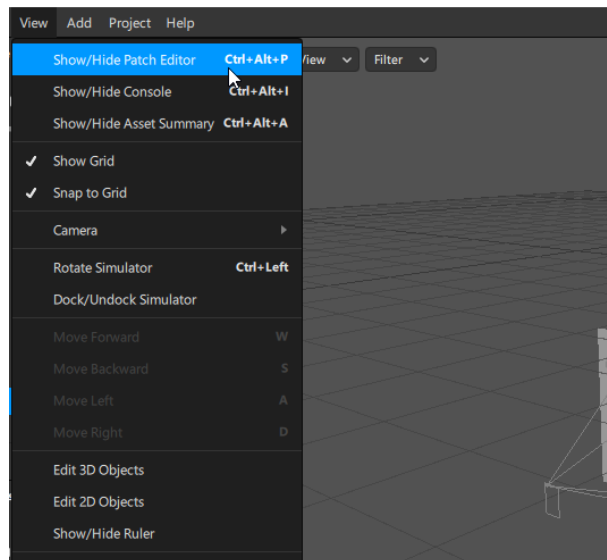 View Add Project Help
Show/Hide Patch Editor Ctrl+Alt+P
Filter
Show/Hide Console Ctrl+Alt+I
Show/Hide Asset Summary Ctrl+Alt+A
Show Grid
Snap to Grid
Camera
Rotate Simulator Ctrl+Left
Dock/Undock Simulator
Move Forward W
Move Backward S
Move Left A
Move Right D
Edit 3D Objects
Edit 2D Objects
Show/Hide Ruler